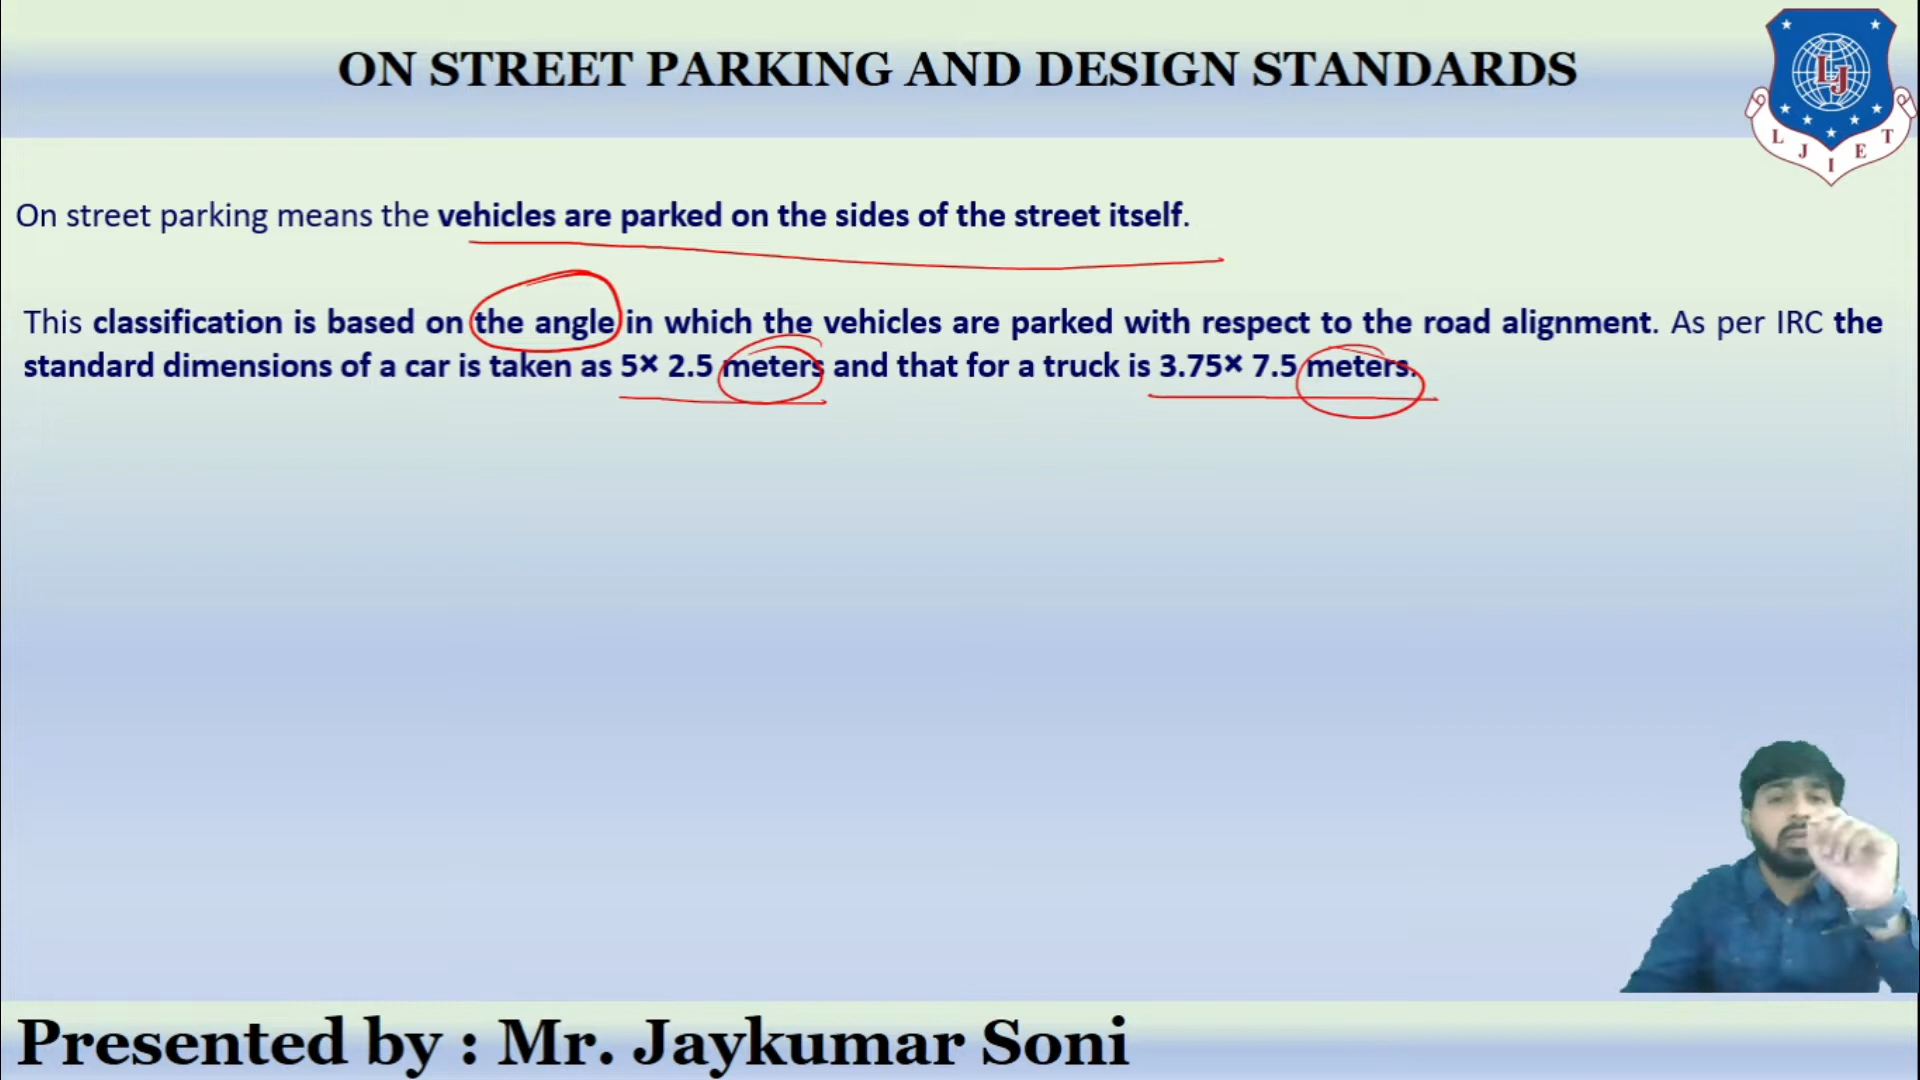 ON STREET PARKING AND DESIGN STANDARDS
LJ
L J I E T
On street parking means the vehicles are parked on the sides of the street itself.
This classification is based on the angle in which the vehicles are parked with respect to the road alignment. As per IRC the
standard dimensions of a car is taken as 5× 2.5 meters and that for a truck is 3.75× 7.5 meters.
Presented by : Mr. Jaykumar Soni